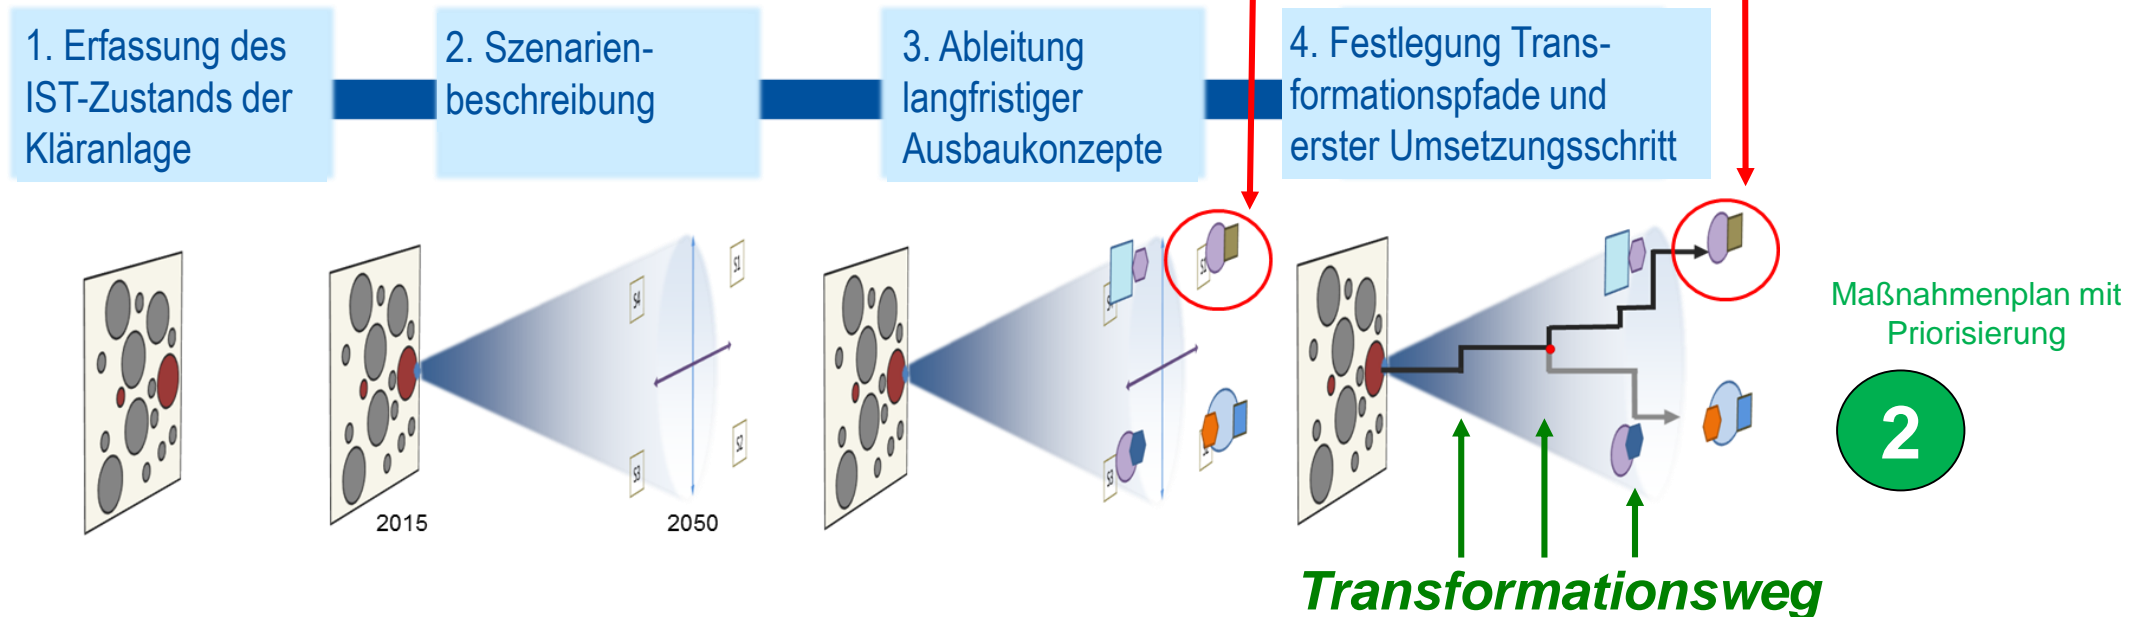 1. Erfassung des
IST-Zustands der
Kläranlage
2. Szenarien-
beschreibung
3. Ableitung
langfristiger
Ausbaukonzepte
4. Festlegung Trans-
formationspfade und
erster Umsetzungsschritt
S4
S1
S3
S2
2015
2050
S3
Maßnahmenplan mit
Priorisierung
2
Transformationsweg